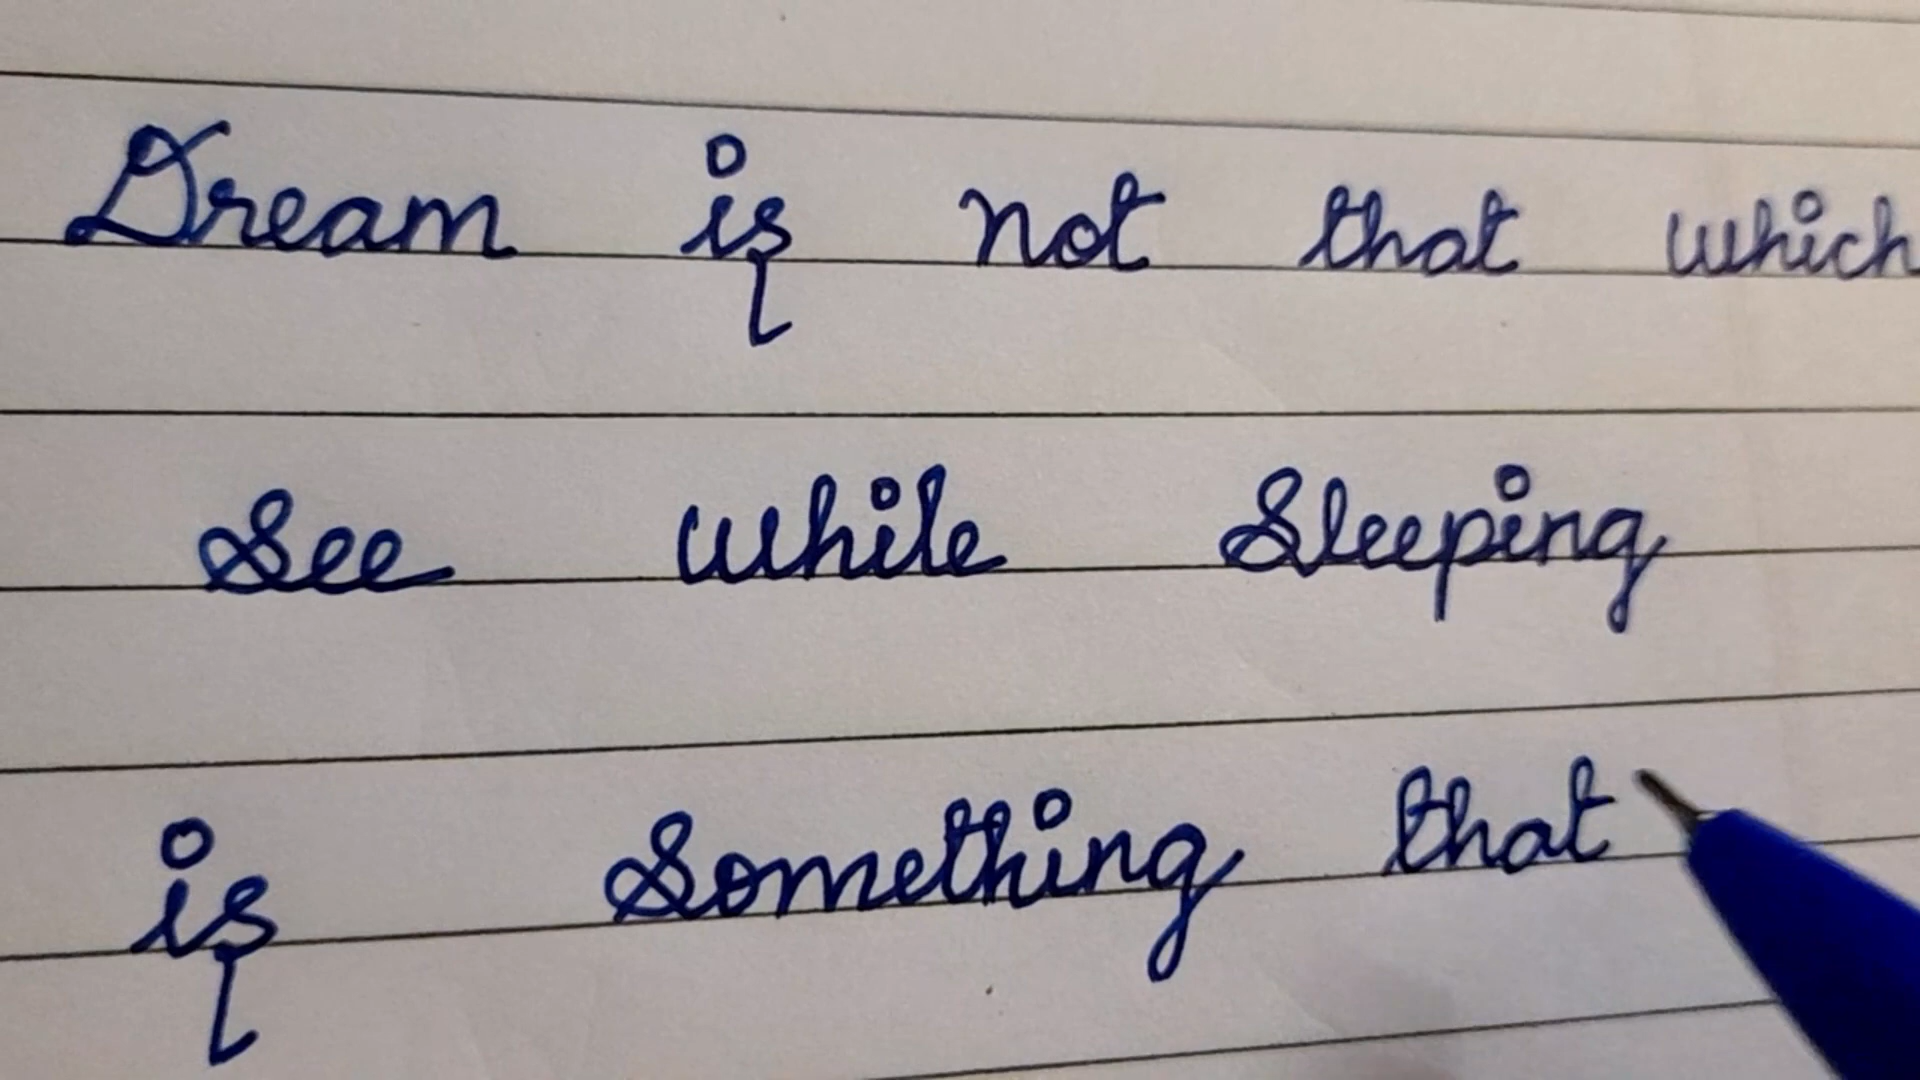 Dream is not that which
See while Sleeping
is Something that